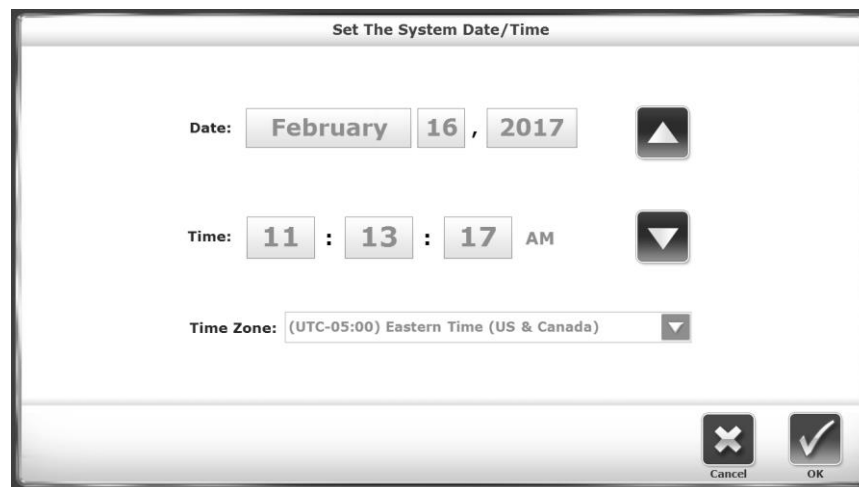 Set The System Date/Time
Date: February 16 , 2017
Time: 11 : 13 : 17 AM
Time Zone: (UTC-05:00) Eastern Time (US & Canada)
Cancel OK